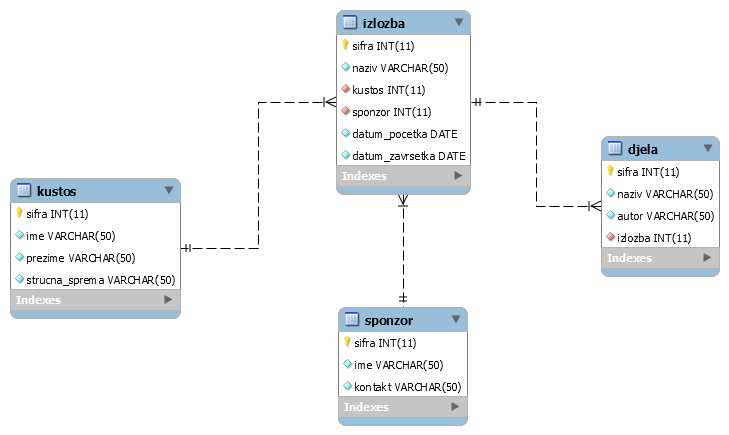 izlozba
sifra INT(11)
naziv VARCHAR(50)
kustos INT(11)
sponzor INT(11)
datum_pocetka DATE
datum_zavrsetka DATE
Indexes
djela
sifra INT(11)
naziv VARCHAR(50)
autor VARCHAR(50)
izlozba INT(11)
Indexes
kustos
sifra INT(11)
ime VARCHAR(50)
prezime VARCHAR(50)
strucna_sprema VARCHAR(50)
Indexes
sponzor
sifra INT(11)
ime VARCHAR(50)
kontakt VARCHAR(50)
Indexes